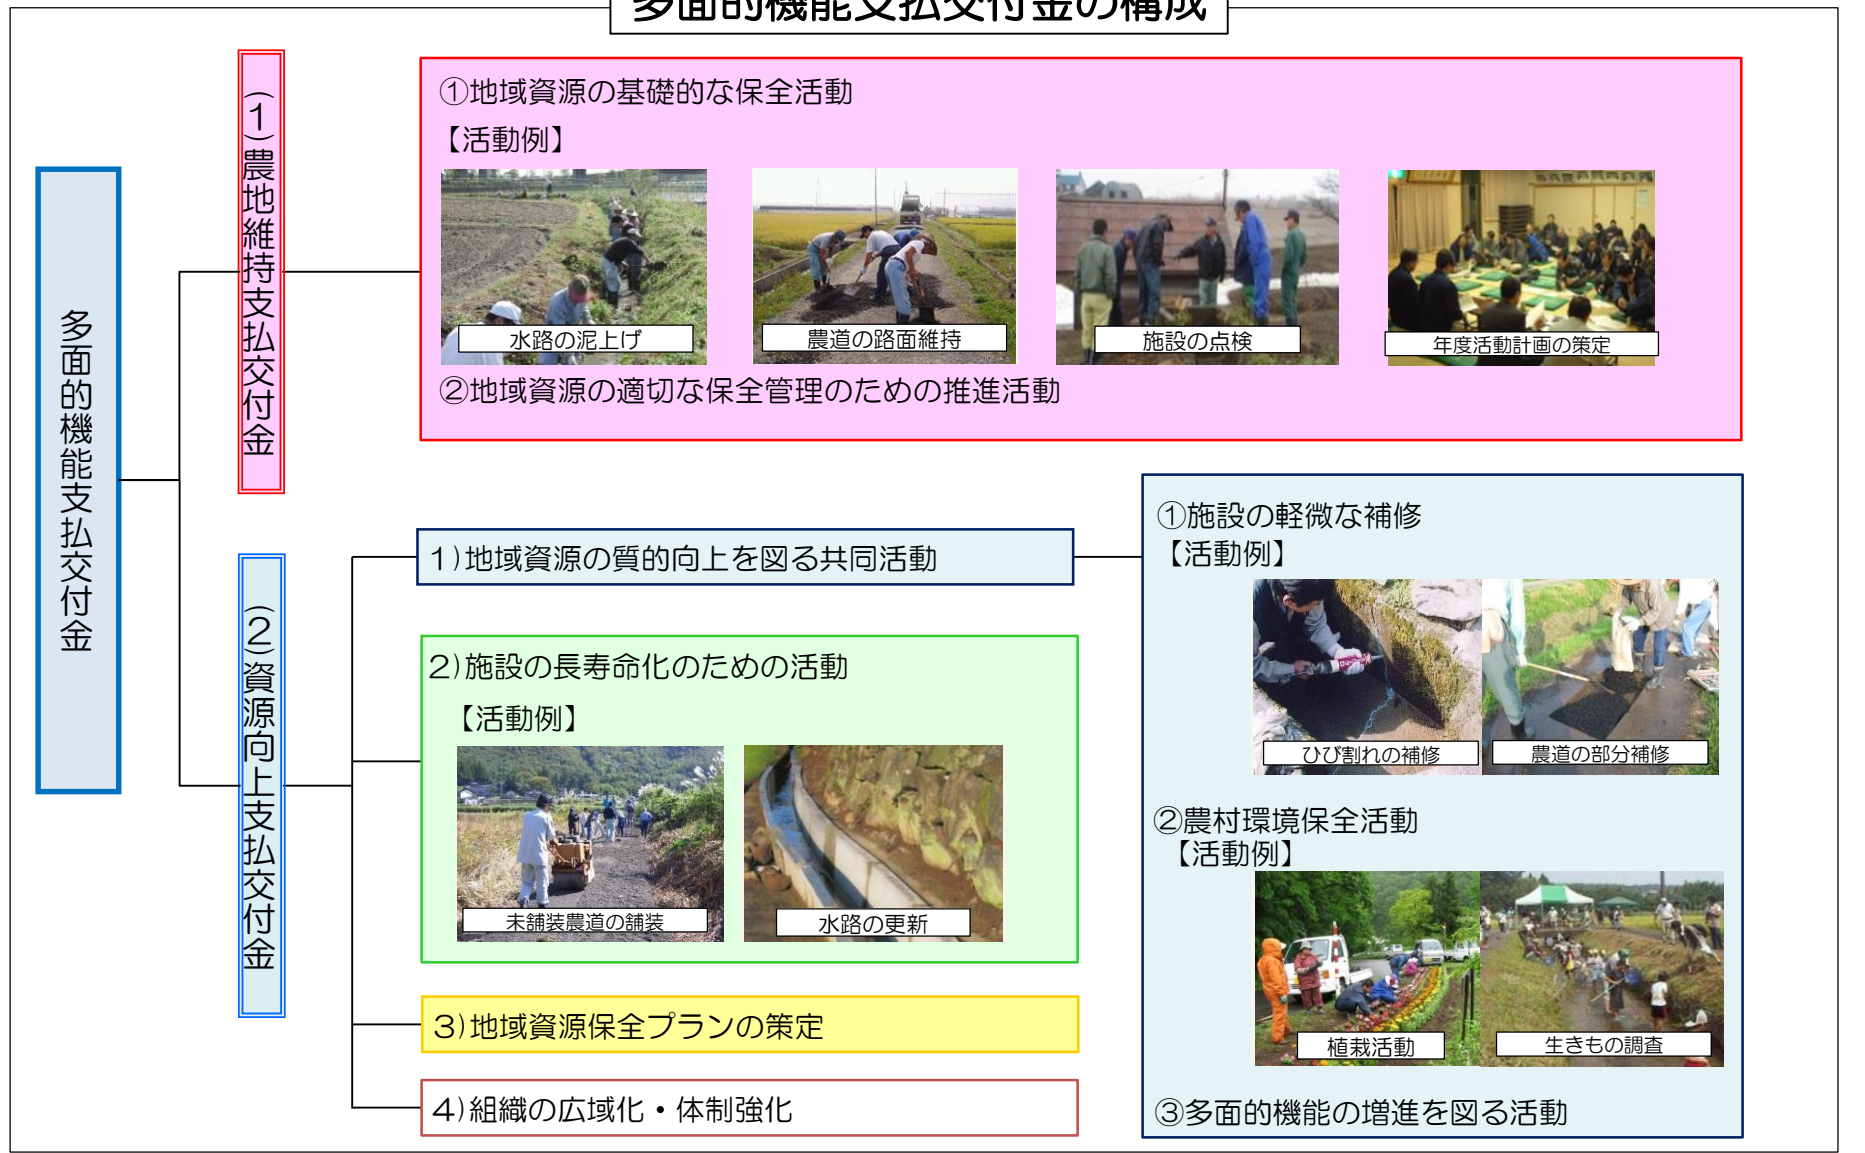 多面的機能支払交付金の構成
多面的機能支払交付金
(1)農地維持支払交付金
①地域資源の基礎的な保全活動
【活動例】
水路の泥上げ
農道の路面維持
施設の点検
年度活動計画の策定
②地域資源の適切な保全管理のための推進活動
(2)資源向上支払交付金
1)地域資源の質的向上を図る共同活動
2)施設の長寿命化のための活動
【活動例】
未舗装農道の舗装
水路の更新
3)地域資源保全プランの策定
4)組織の広域化・体制強化
①施設の軽微な補修
【活動例】
ひび割れの補修
農道の部分補修
②農村環境保全活動
【活動例】
植栽活動
生きもの調査
③多面的機能の増進を図る活動